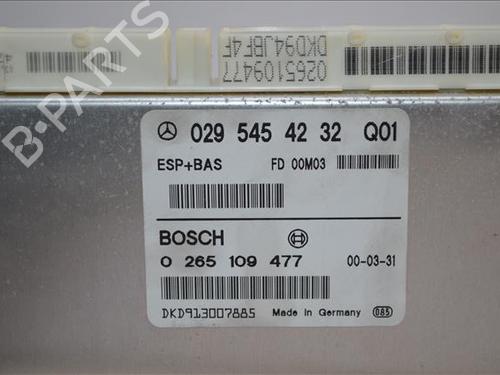 0265109477
DKD94JBF4F
029 545 42 32 Q01
ESP+BAS FD 00M03
BOSCH
0 265 109 477 00-03-31
DKD913007885 Made in Germany 085
B-PARTS